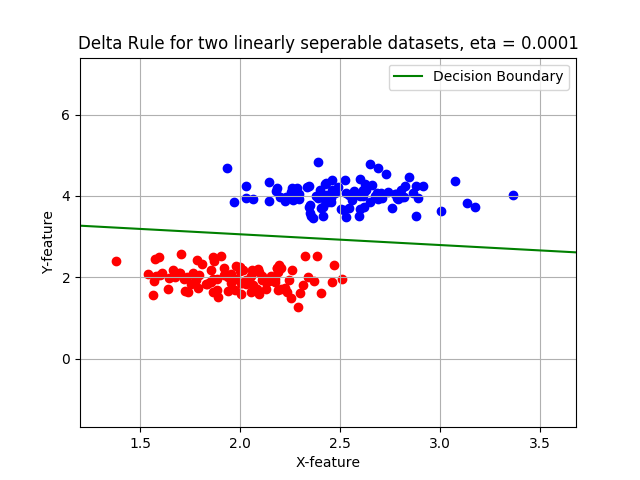 Delta Rule for two linearly seperable datasets, eta = 0.0001
Decision Boundary
Y-feature
6
4
2
0
1.5 2.0 2.5 3.0 3.5
X-feature